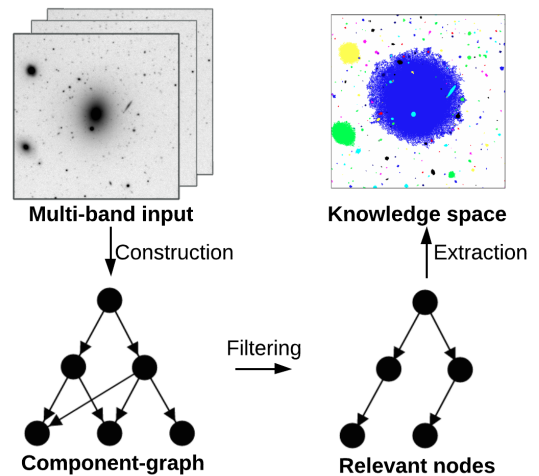 Multi-band input
Knowledge space
Construction
Extraction
Filtering
Component-graph
Relevant nodes